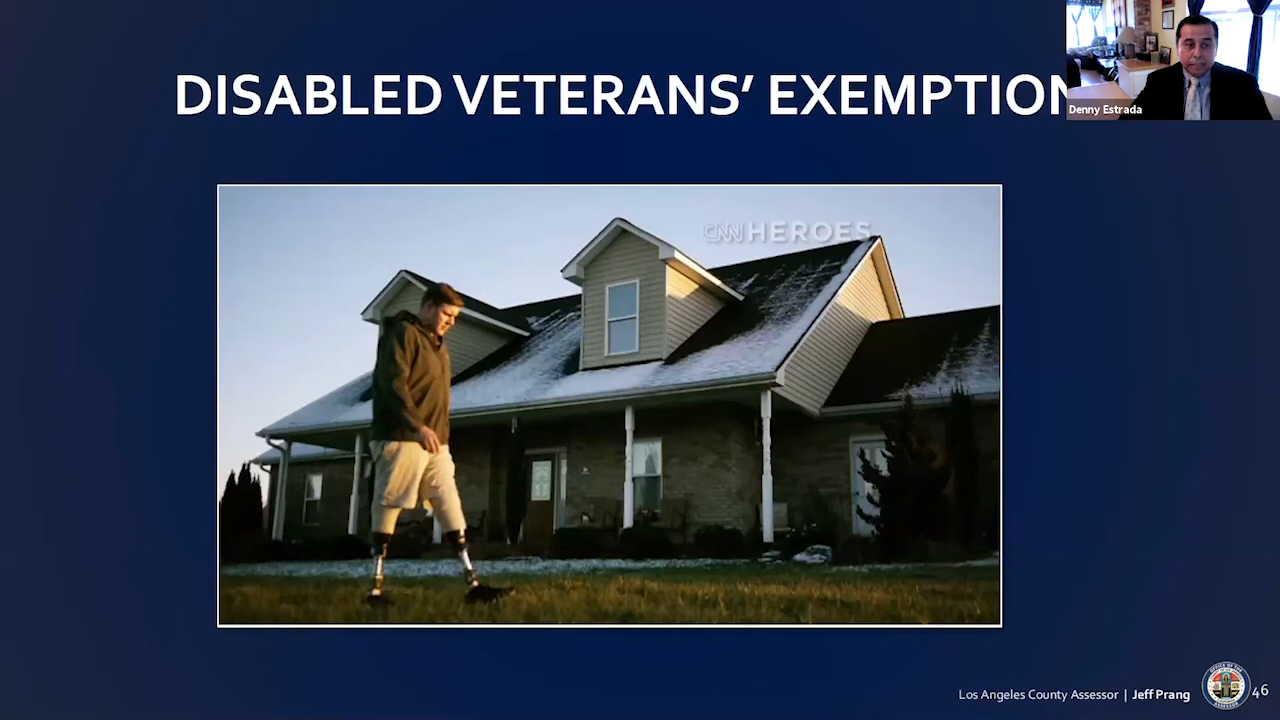 DISABLED VETERANS’ EXEMPTION
Denny Estrada
CNN HEROES
Los Angeles County Assessor | Jeff Prang
46